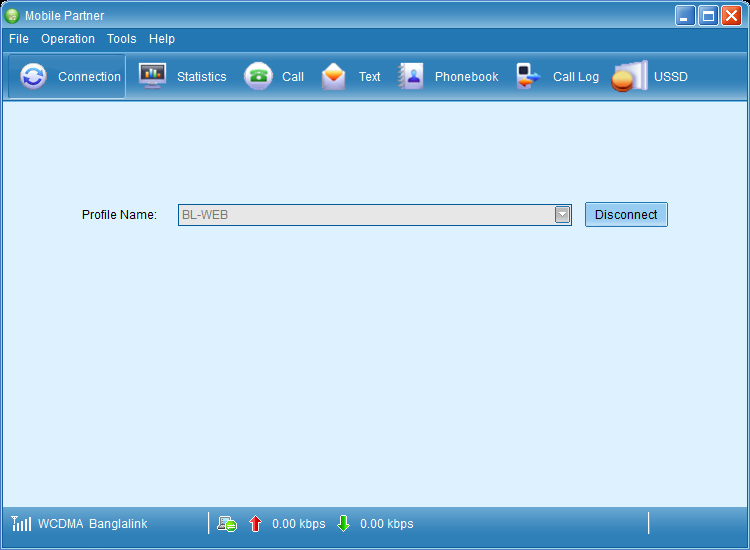 Mobile Partner
File Operation Tools Help
Connection Statistics Call Text Phonebook Call Log USSD
Profile Name: BL-WEB Disconnect
WCDMA Banglalink 0.00 kbps 0.00 kbps